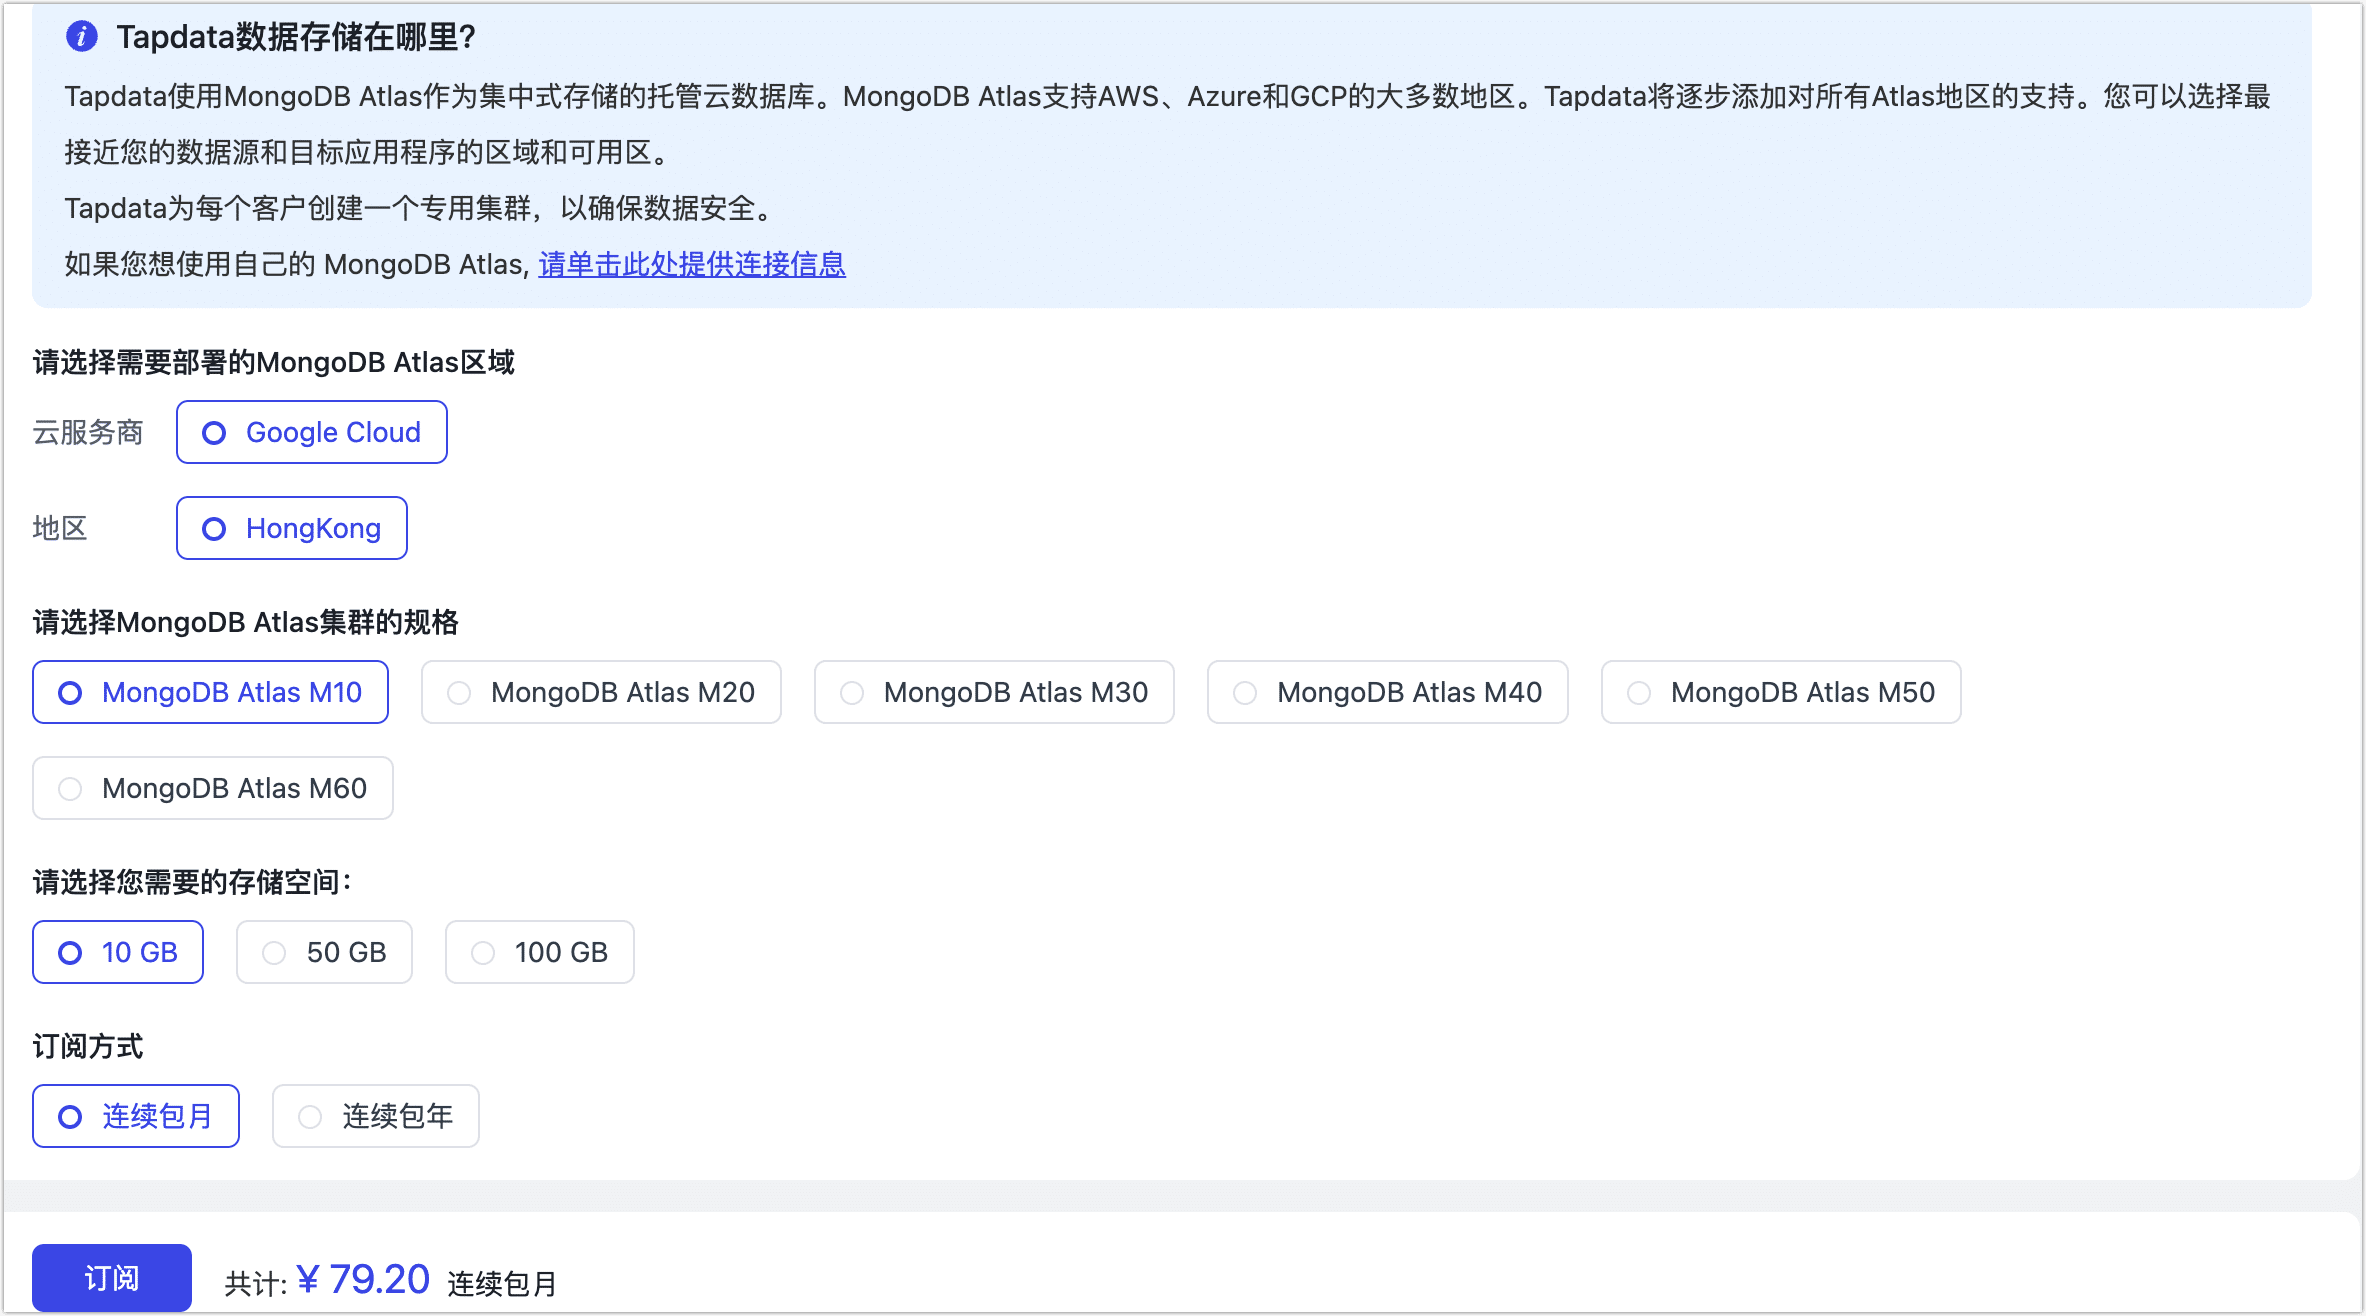 Tapdata数据存储在哪里?
Tapdata使用MongoDB Atlas作为集中式存储的托管云数据库。MongoDB Atlas支持AWS、Azure和GCP的大多数地区。Tapdata将逐步添加对所有Atlas地区的支持。您可以选择最
接近您的数据源和目标应用程序的区域和可用区。
Tapdata为每个客户创建一个专用集群，以确保数据安全。
如果您想使用自己的 MongoDB Atlas, 请单击此处提供连接信息
请选择需要部署的MongoDB Atlas区域
云服务商 Google Cloud
地区 HongKong
请选择MongoDB Atlas集群的规格
MongoDB Atlas M10 MongoDB Atlas M20 MongoDB Atlas M30 MongoDB Atlas M40 MongoDB Atlas M50
MongoDB Atlas M60
请选择您需要的存储空间：
10 GB 50 GB 100 GB
订阅方式
连续包月 连续包年
订阅 共计: ¥ 79.20 连续包月